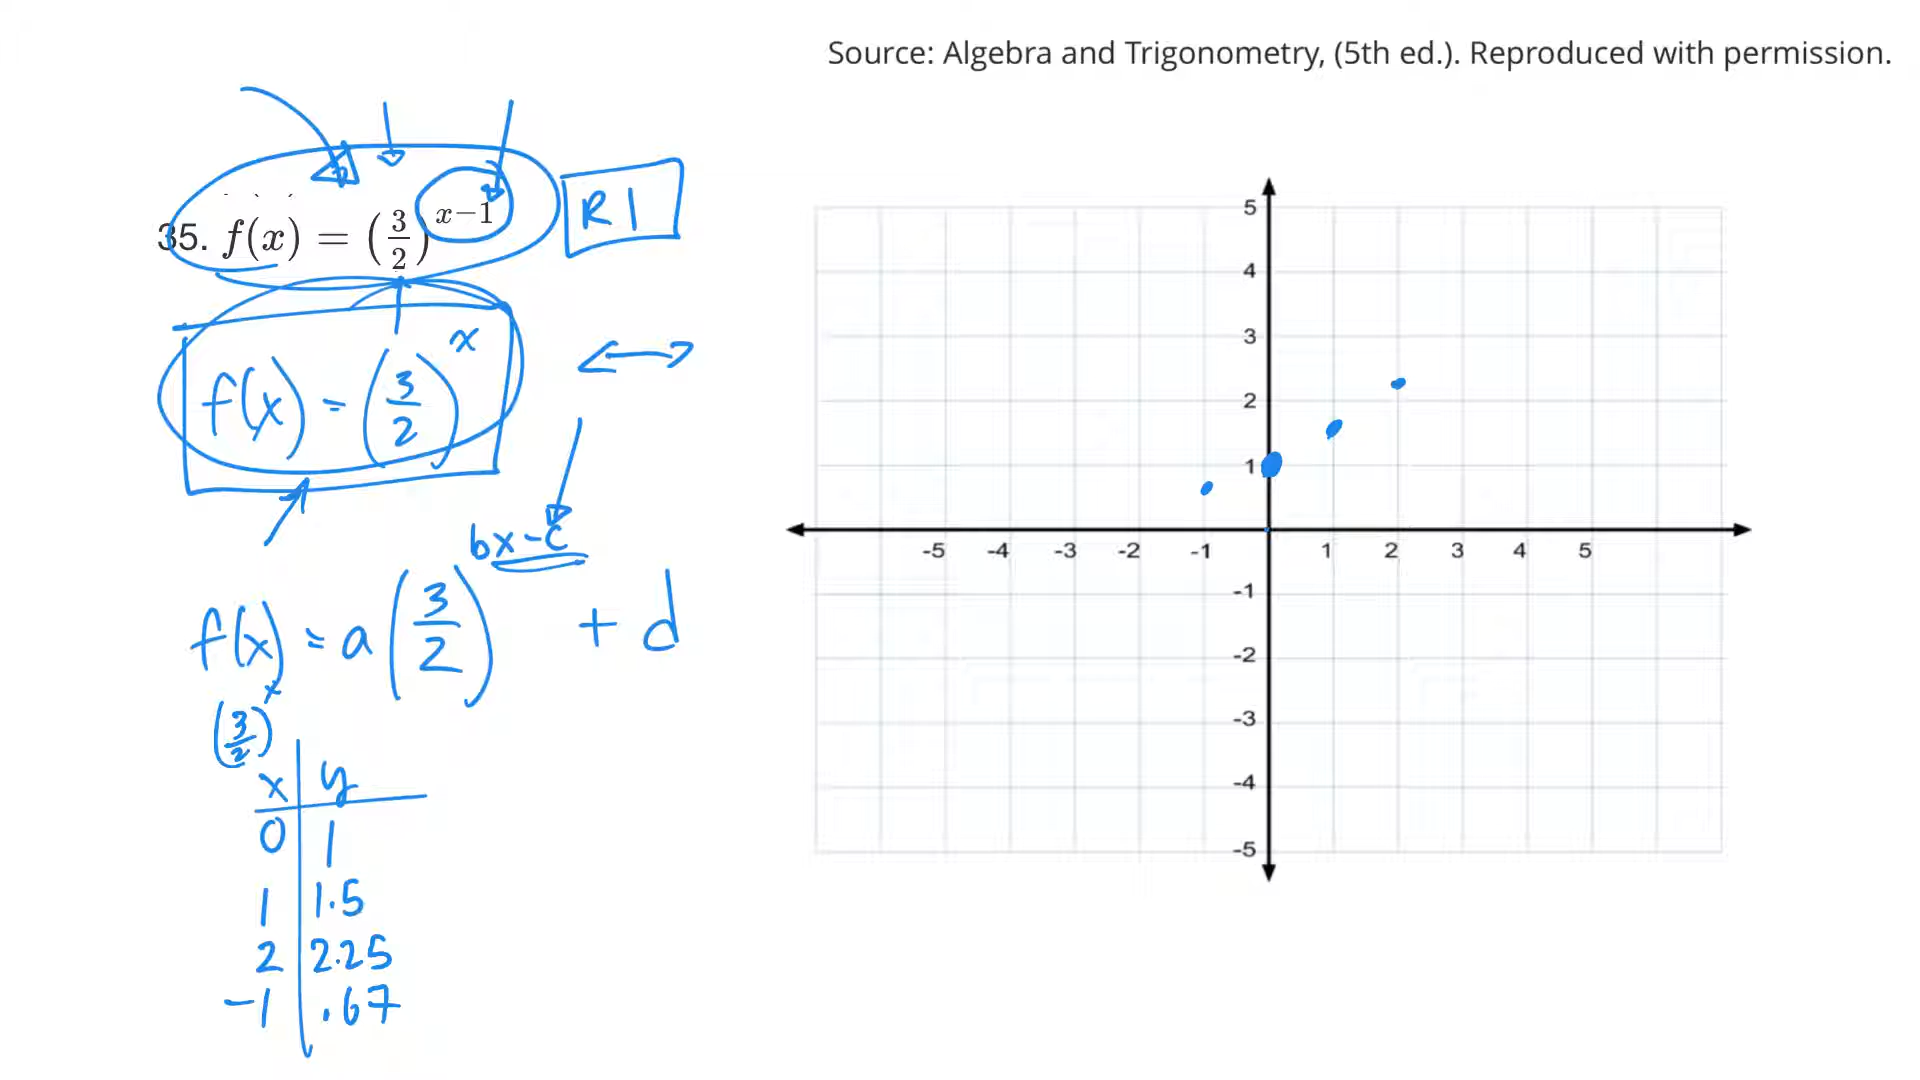 Source: Algebra and Trigonometry, (5th ed.). Reproduced with permission.
35. f(x) = (3/2)^{x-1}
R1
f(x) = (3/2)^x
bx-c
f(x) = a(3/2) + d
(3/2)^x
x y
0 1
1 1.5
2 2.25
-1 .67
5
4
3
2
1
-5 -4 -3 -2 -1 1 2 3 4 5
-1
-2
-3
-4
-5